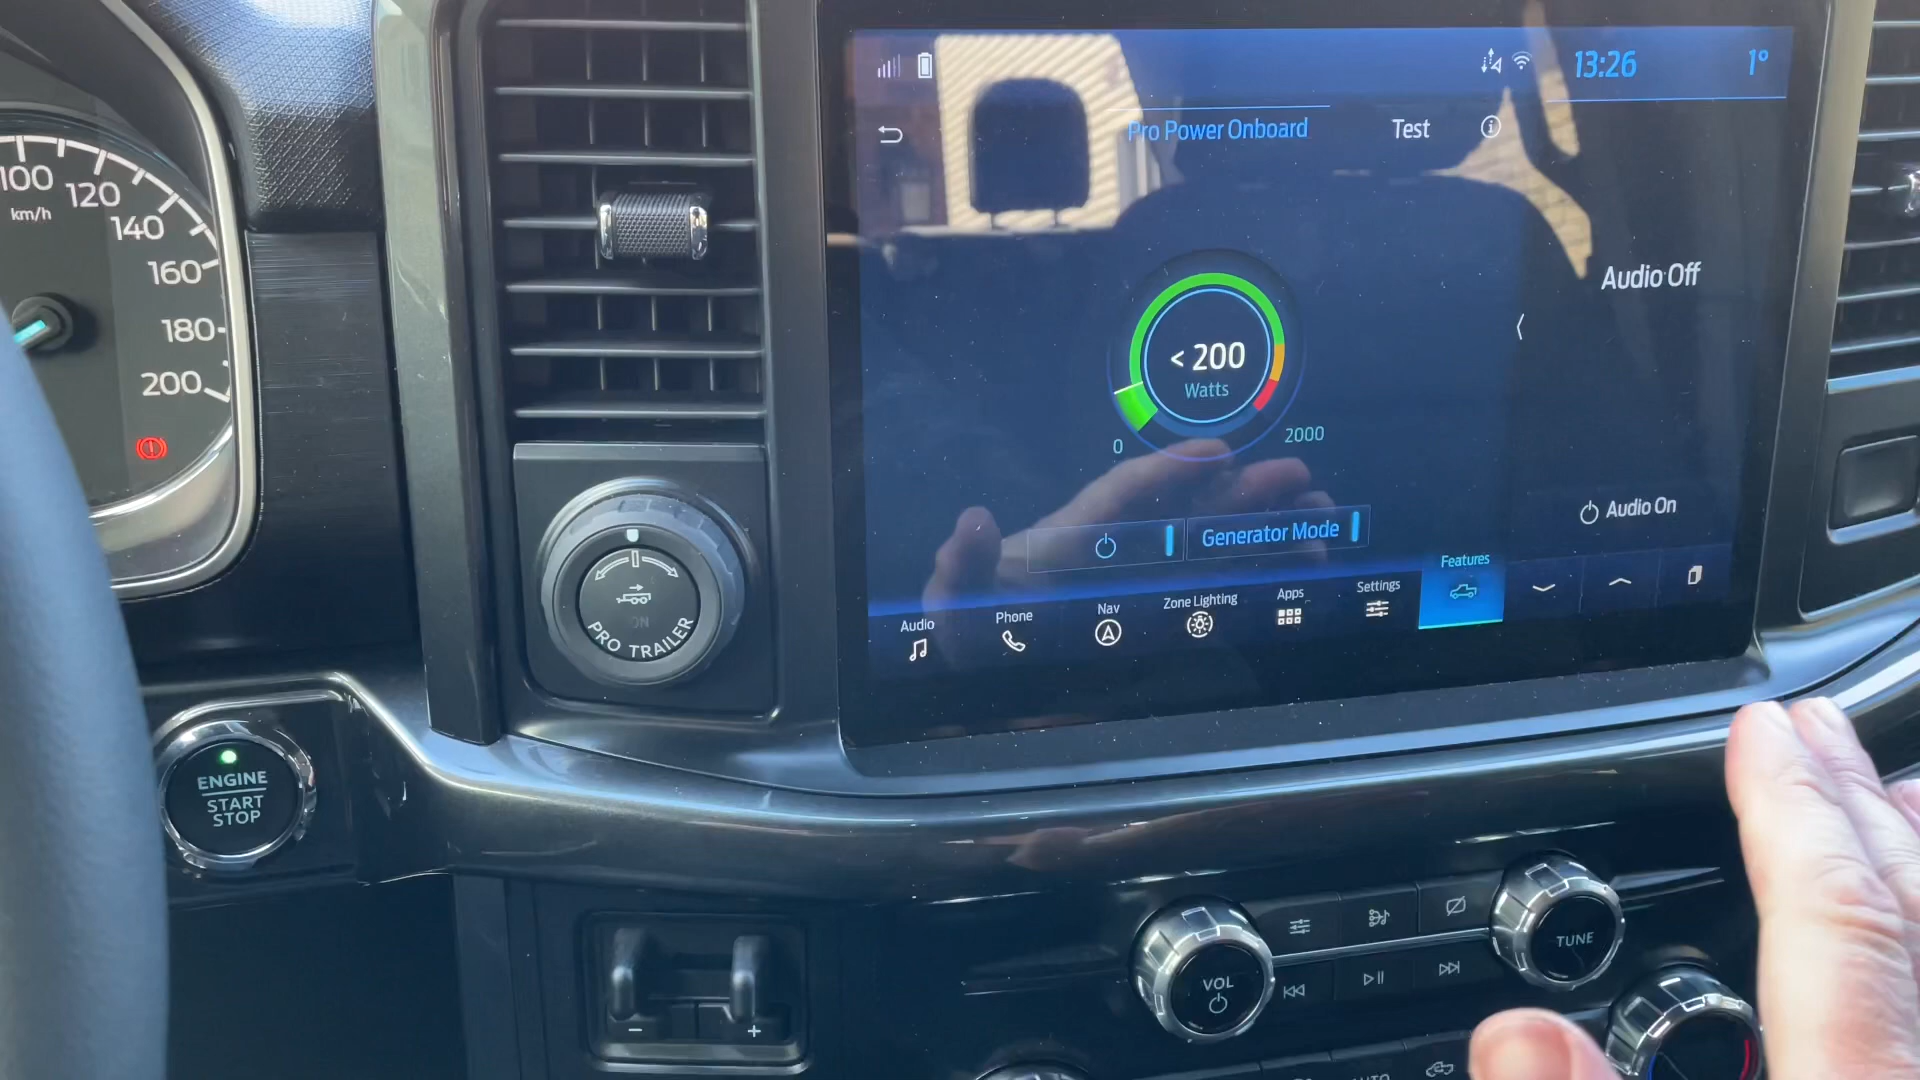 100
km/h
120
140
160
180
200
PRO TRAILER
ENGINE
START
STOP
13:26
1°
Pro Power Onboard
Test
Audio Off
< 200
Watts
0
2000
Generator Mode
Audio On
Audio
Phone
Nav
Zone Lighting
Apps
Settings
Features
VOL
TUNE
- +